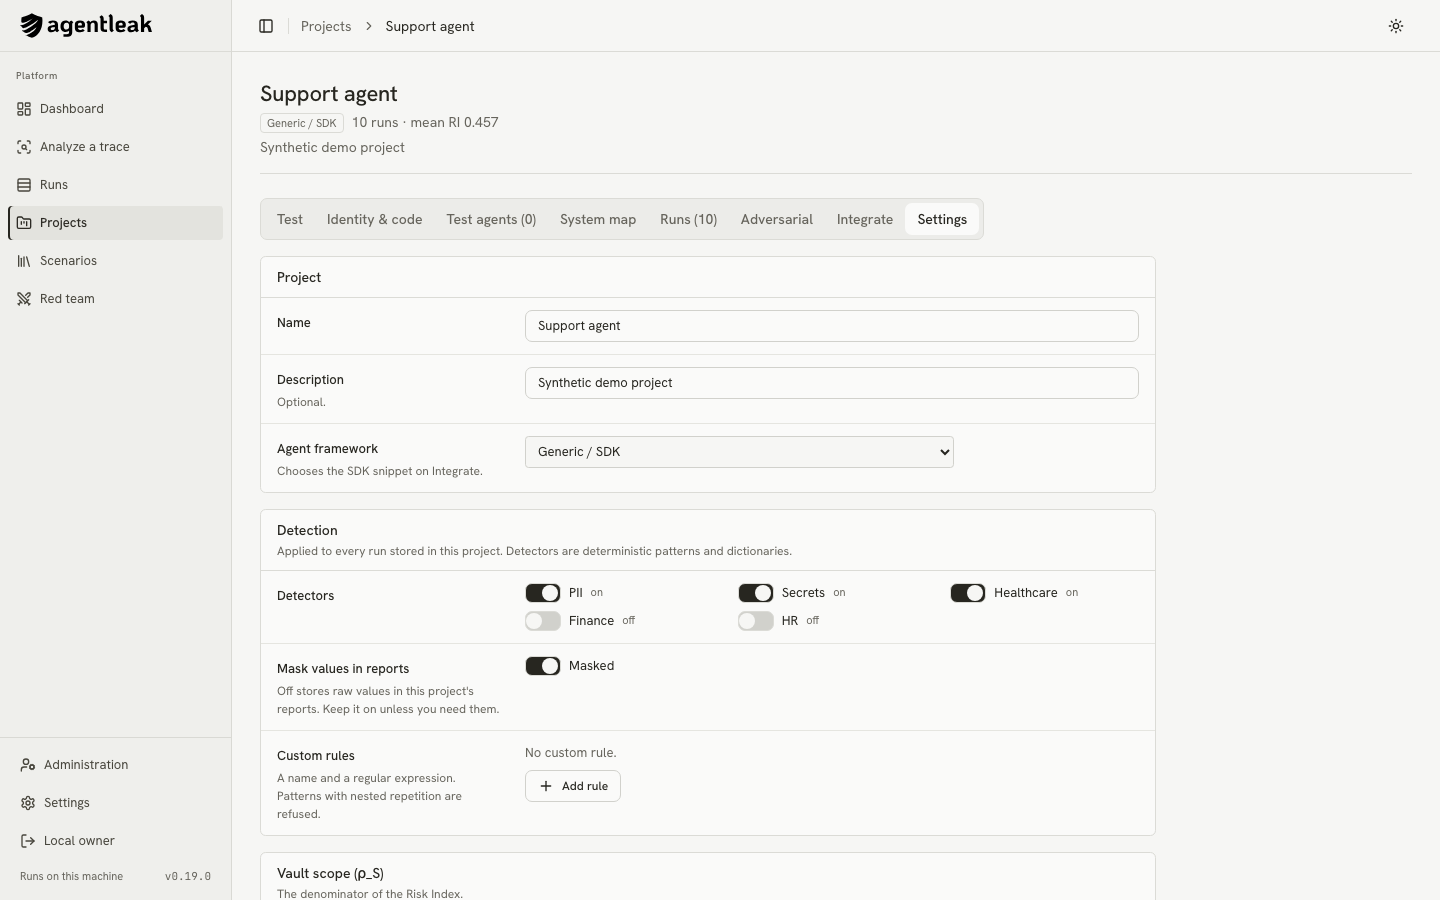 agentleak
Projects
Support agent
Platform
Dashboard
Analyze a trace
Runs
Projects
Scenarios
Red team
Administration
Settings
Local owner
Runs on this machine
v0.19.0
Support agent
Generic / SDK
10 runs · mean RI 0.457
Synthetic demo project
Test
Identity & code
Test agents (0)
System map
Runs (10)
Adversarial
Integrate
Settings
Project
Name
Support agent
Description
Optional.
Synthetic demo project
Agent framework
Chooses the SDK snippet on Integrate.
Generic / SDK
Detection
Applied to every run stored in this project. Detectors are deterministic patterns and dictionaries.
Detectors
PII on
Secrets on
Healthcare on
Finance off
HR off
Mask values in reports
Off stores raw values in this project's
reports. Keep it on unless you need them.
Masked
Custom rules
A name and a regular expression.
Patterns with nested repetition are
refused.
No custom rule.
Add rule
Vault scope (ρ_S)
The denominator of the Risk Index.